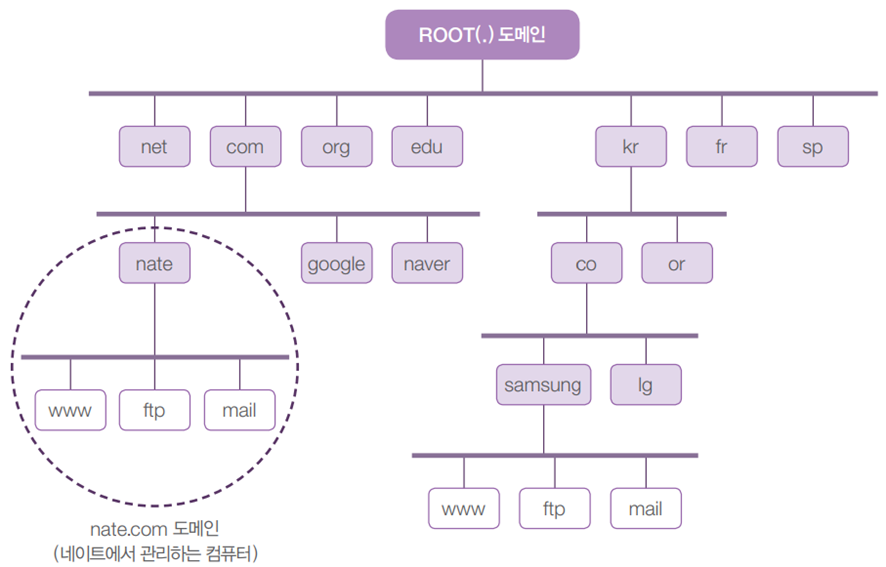 ROOT(.) 도메인
net
com
org
edu
kr
fr
sp
nate
google
naver
co
or
samsung
lg
www
ftp
mail
www
ftp
mail
nate.com 도메인
(네이트에서 관리하는 컴퓨터)